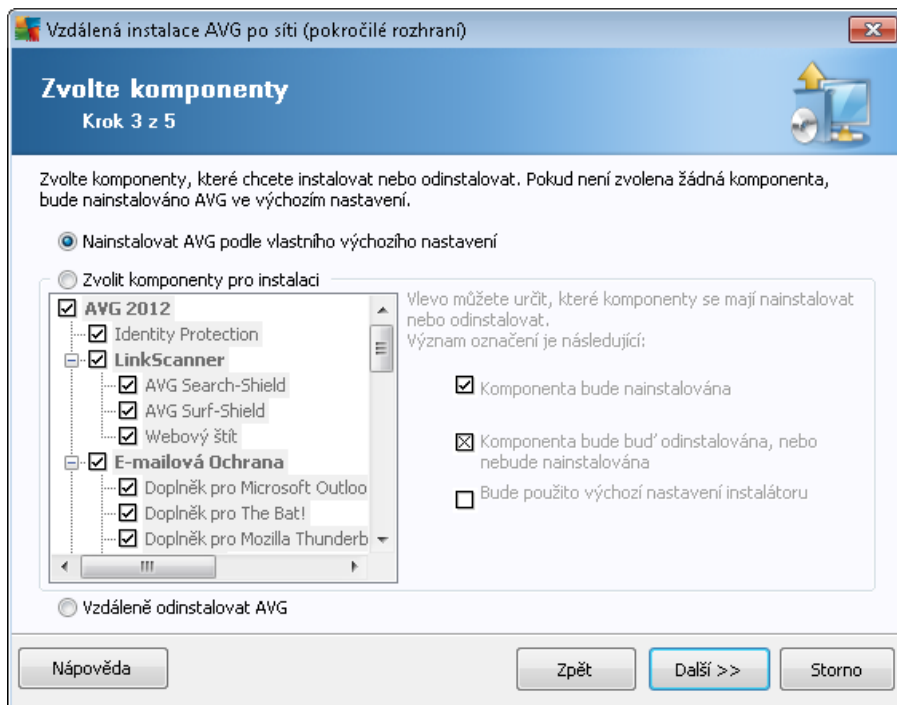 Vzdálená instalace AVG po síti (pokročilé rozhraní)
Zvolte komponenty
Krok 3 z 5
Zvolte komponenty, které chcete instalovat nebo odinstalovat. Pokud není zvolena žádná komponenta,
bude nainstalováno AVG ve výchozím nastavení.
Nainstalovat AVG podle vlastního výchozího nastavení
Zvolit komponenty pro instalaci
AVG 2012
Identity Protection
LinkScanner
AVG Search-Shield
AVG Surf-Shield
Webový štít
E-mailová Ochrana
Doplněk pro Microsoft Outloo
Doplněk pro The Bat!
Doplněk pro Mozilla Thunderb
Vlevo můžete určit, které komponenty se mají nainstalovat
nebo odinstalovat.
Význam označení je následující:
Komponenta bude nainstalována
Komponenta bude buď odinstalována, nebo
nebude nainstalována
Bude použito výchozí nastavení instalátoru
Vzdáleně odinstalovat AVG
Nápověda
Zpět
Další >>
Storno